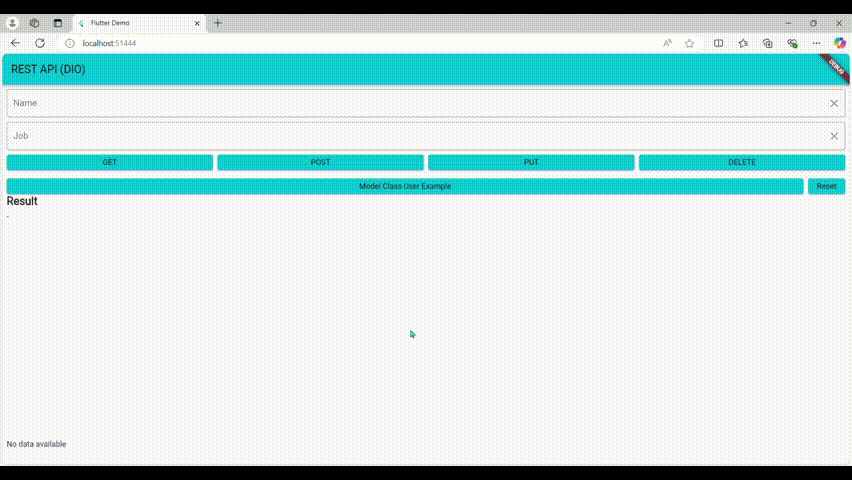 Flutter Demo
localhost:51444
REST API (DIO)
DEBUG
Name
Job
GET POST PUT DELETE
Model Class User Example Reset
Result
.
No data available